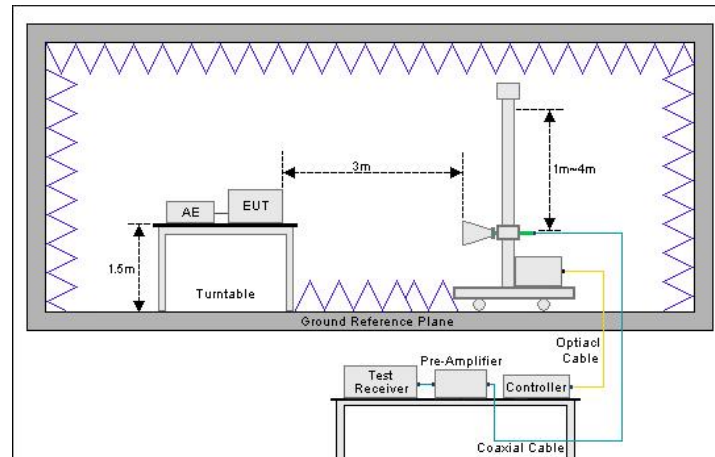 3m
1m~4m
AE
EUT
1.5m
Turntable
Ground Reference Plane
Optiacl
Cable
Pre-Amplifier
Test
Receiver
Controller
Coaxial Cable